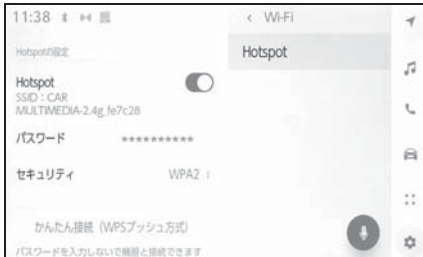 11:38
Wi-Fi
Hotspotの設定
Hotspot
Hotspot
SSID : CAR
MULTIMEDIA-2.4g_fe7c28
パスワード
**********
セキュリティ
WPA2
かんたん接続（WPSプッシュ方式）
パスワードを入力しないで機器と接続できます